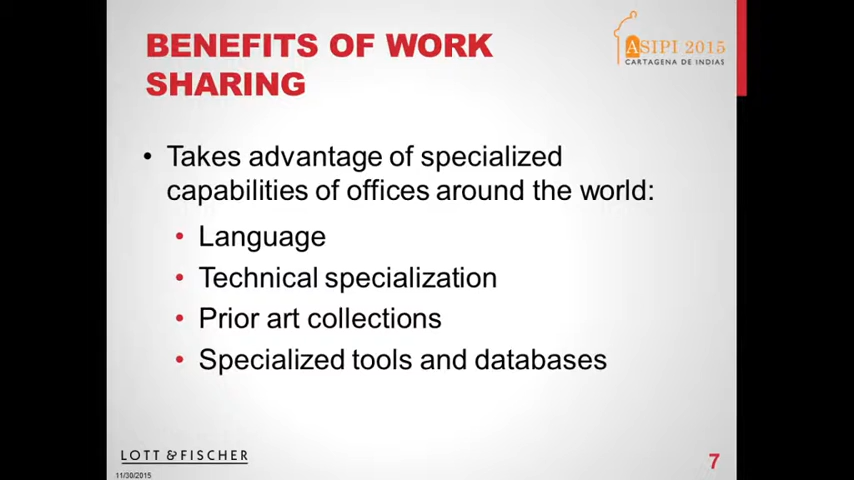 BENEFITS OF WORK
SHARING
ASIPI 2015
CARTAGENA DE INDIAS
• Takes advantage of specialized
capabilities of offices around the world:
• Language
• Technical specialization
• Prior art collections
• Specialized tools and databases
LOTT &FISCHER
11/30/2015
7